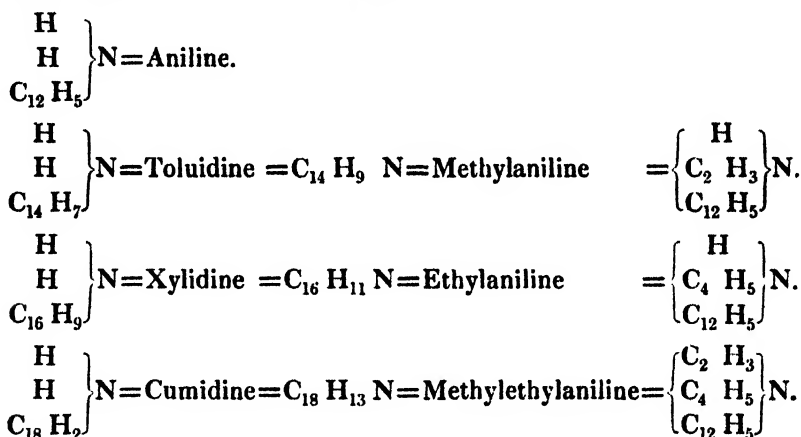 H
H
C₁₂ H₅
N=Aniline.
H
H
C₁₄ H₇
N=Toluidine =C₁₄ H₉ N=Methylaniline =
H
C₂ H₃
C₁₂ H₅
N.
H
H
C₁₆ H₉
N=Xylidine =C₁₆ H₁₁ N=Ethylaniline =
H
C₄ H₅
C₁₂ H₅
N.
H
H
C₁₈ H₂
N=Cumidine=C₁₈ H₁₃ N=Methylethylaniline=
C₂ H₃
C₄ H₅
C₁₂ H₅
N.